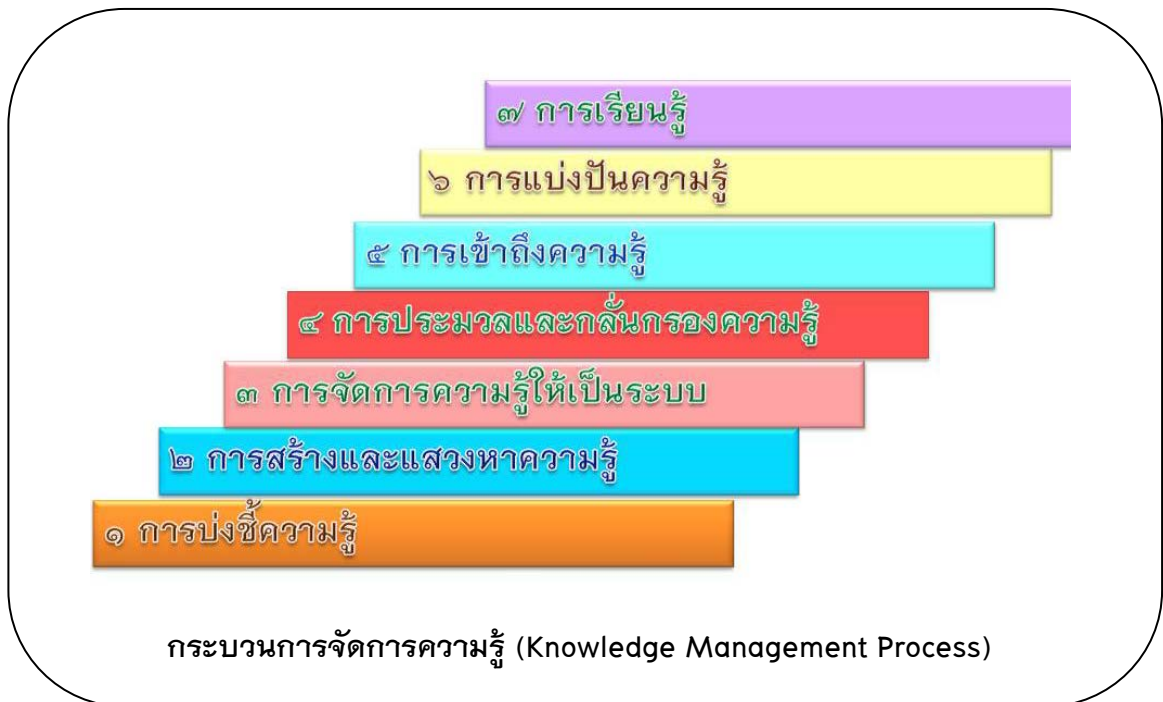 ๗ การเรียนรู้
๖ การแบ่งปันความรู้
๕ การเข้าถึงความรู้
๔ การประมวลและกลั่นกรองความรู้
๓ การจัดการความรู้ให้เป็นระบบ
๒ การสร้างและแสวงหาความรู้
๑ การบ่งชี้ความรู้
กระบวนการจัดการความรู้ (Knowledge Management Process)